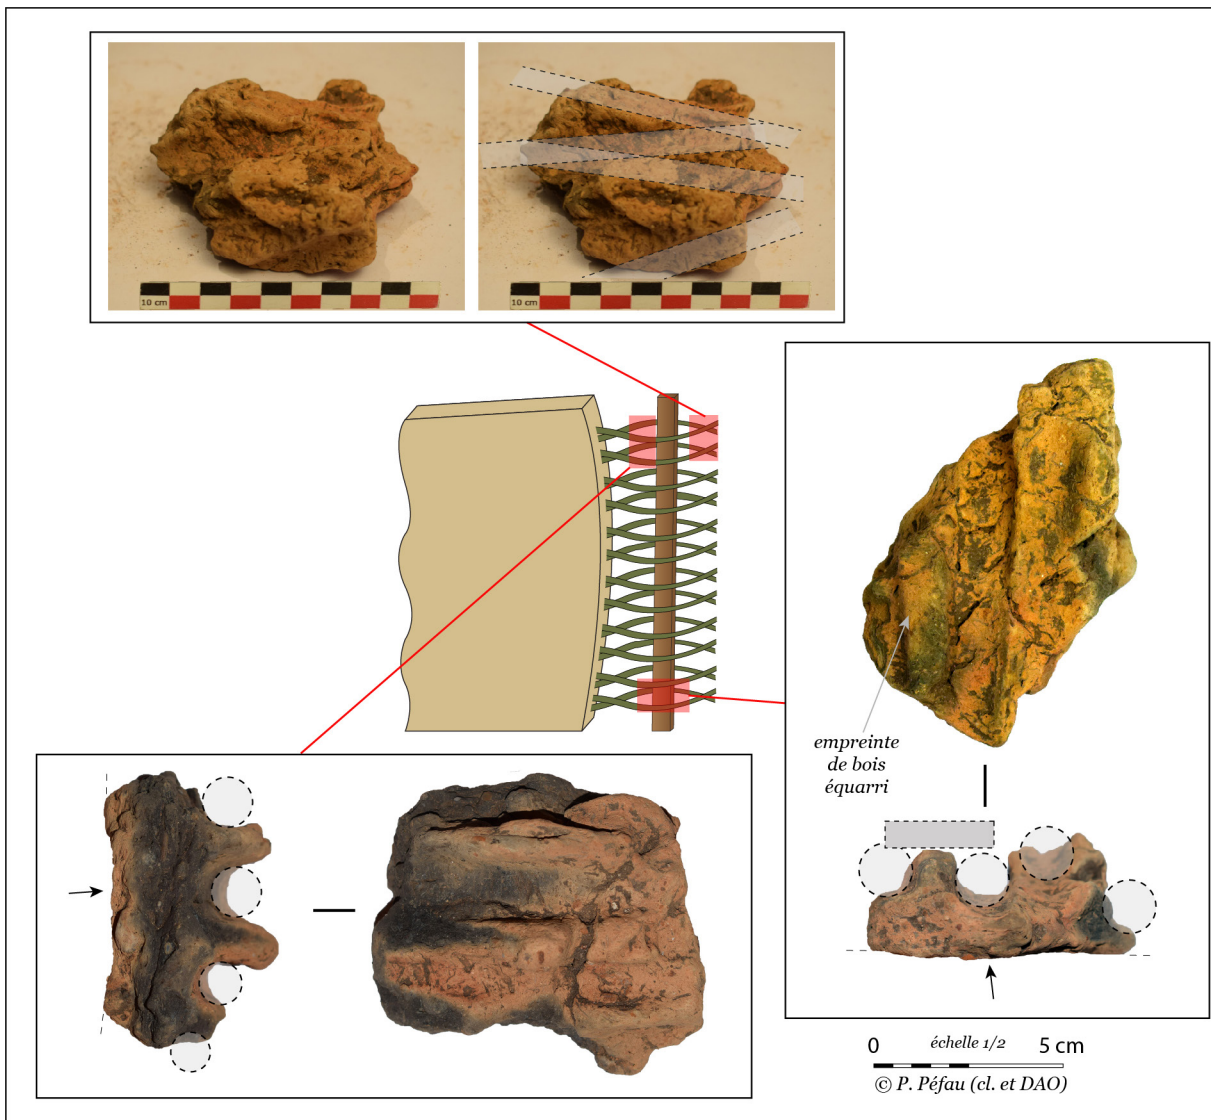 10 cm
10 cm
empreinte
de bois
équarri
0 échelle 1/2 5 cm
© P. Péfau (cl. et DAO)